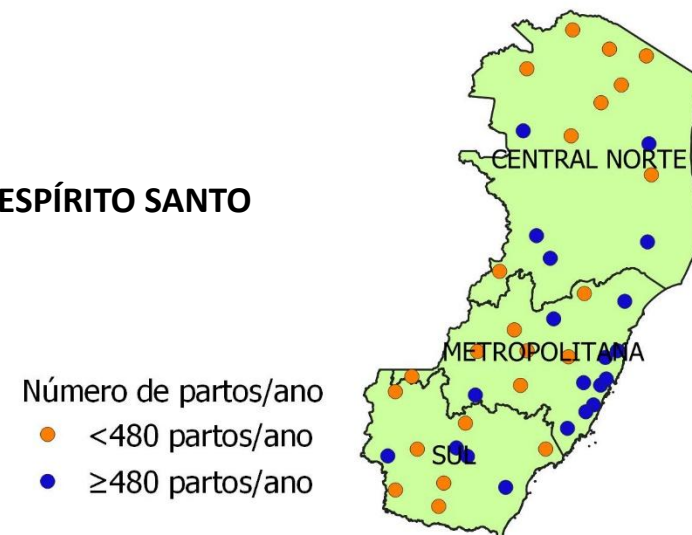 ESPÍRITO SANTO
CENTRAL NORTE
METROPOLITANA
SUL
Número de partos/ano
<480 partos/ano
≥480 partos/ano